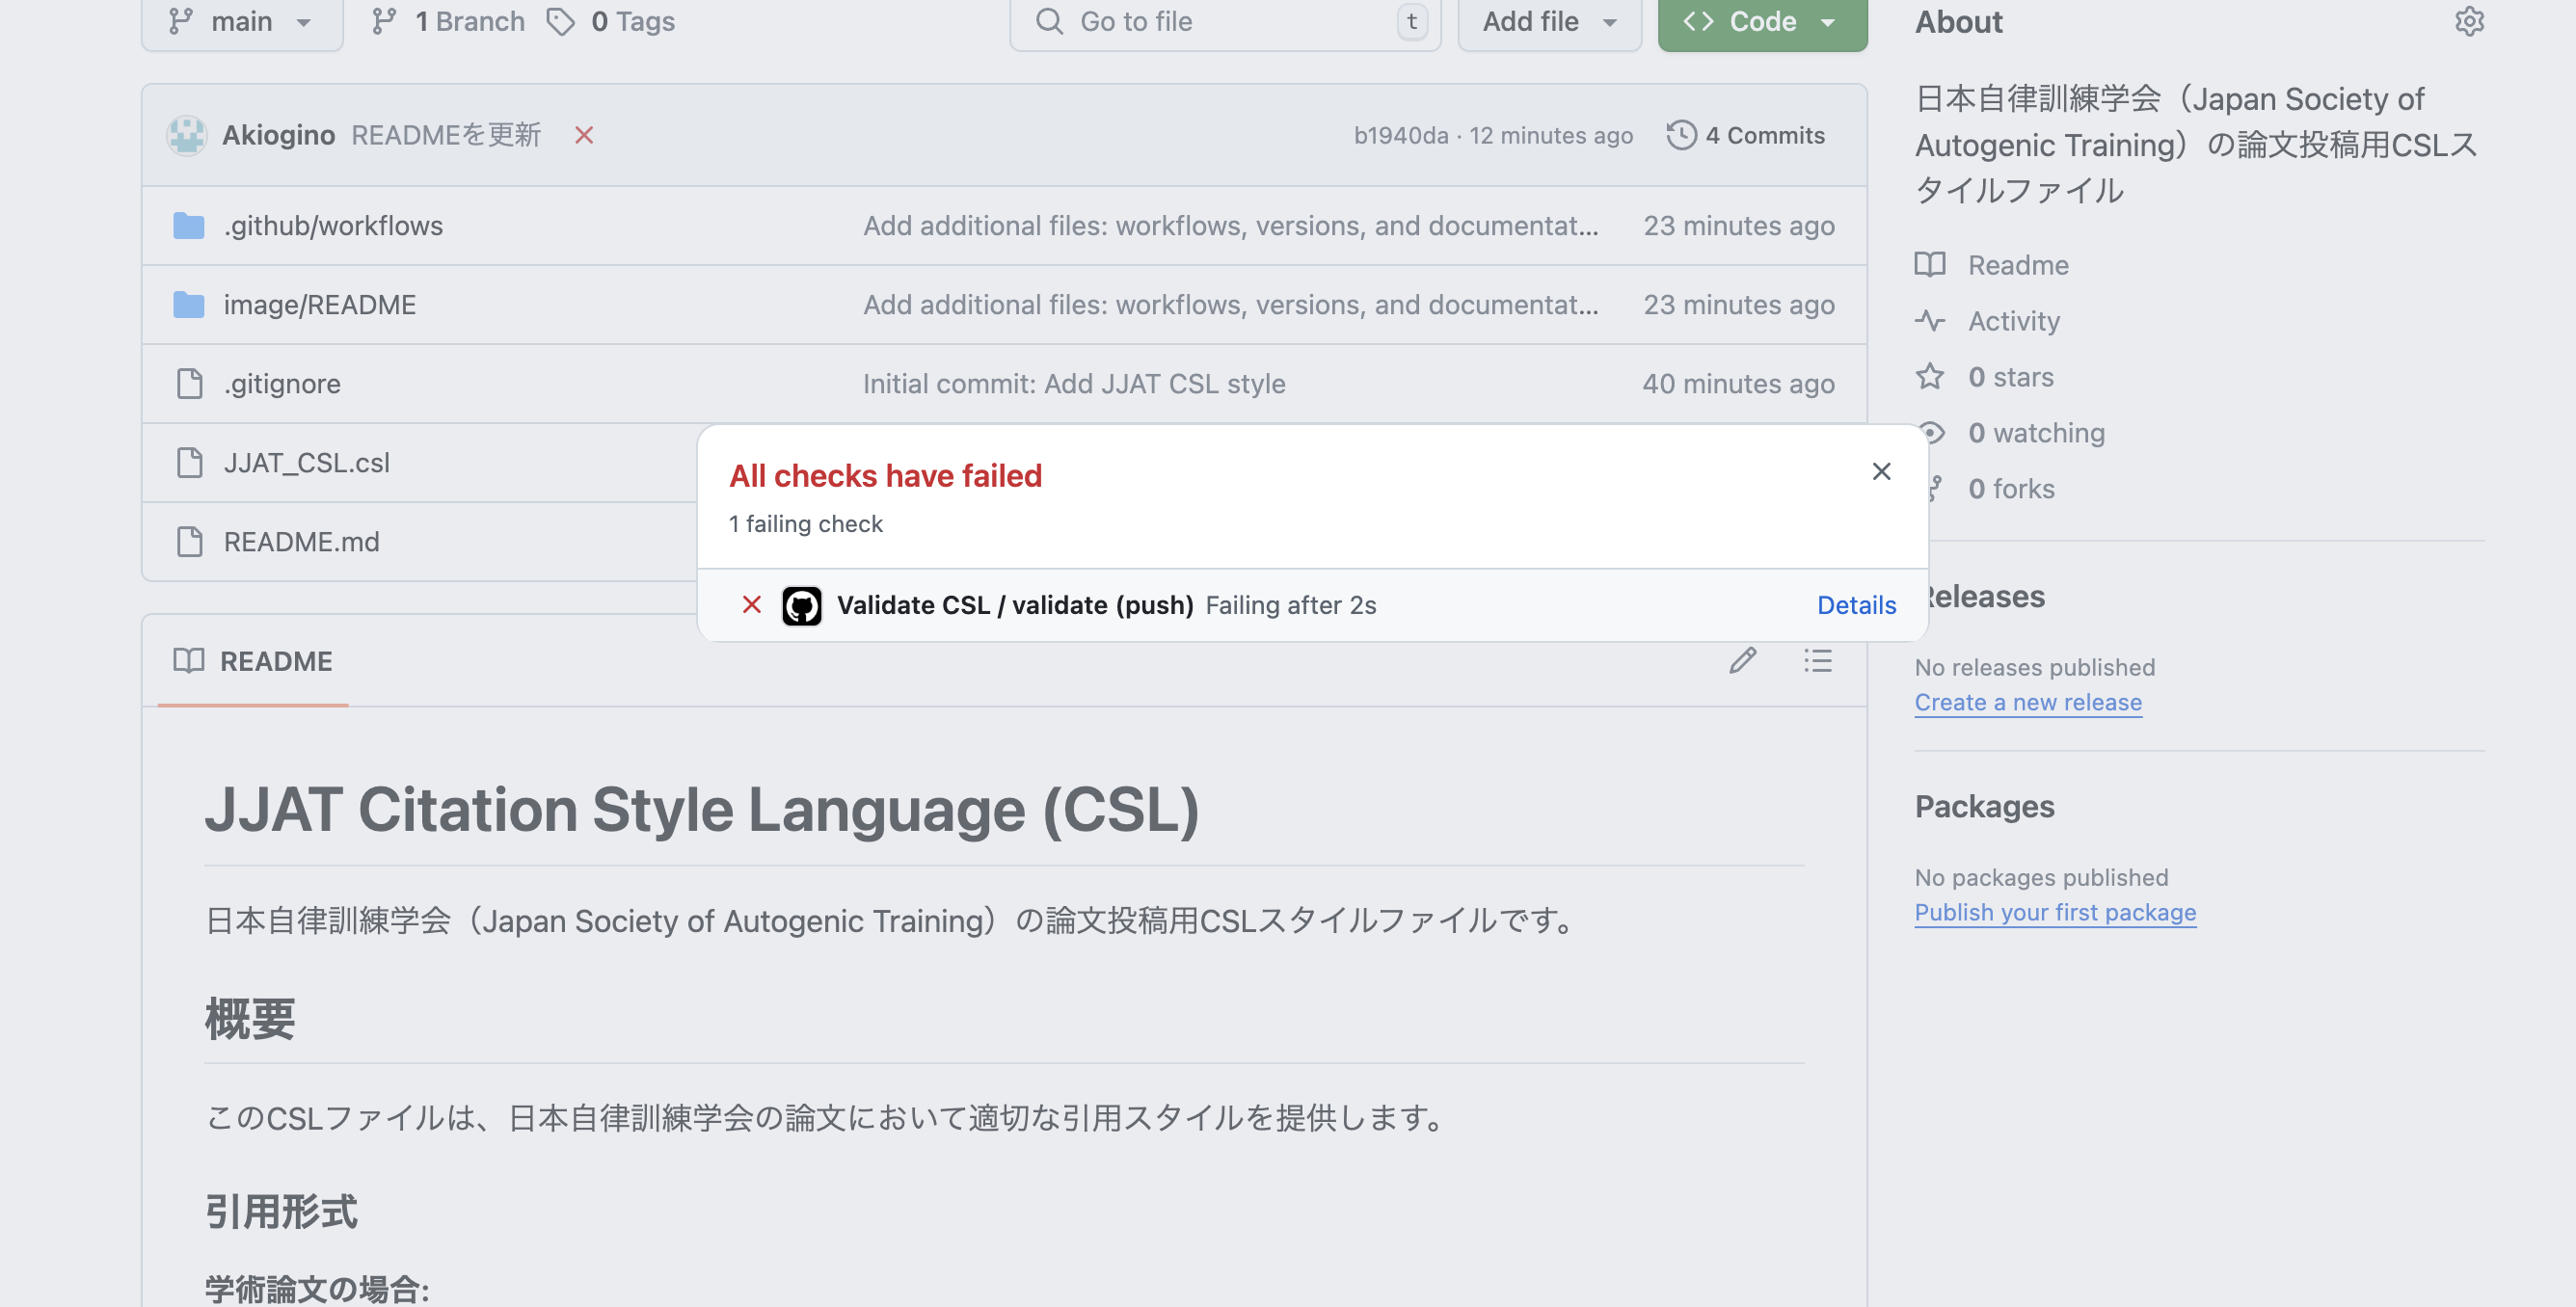 main
1 Branch
0 Tags
Go to file
t
Add file
Code
Akiogino READMEを更新
b1940da · 12 minutes ago
4 Commits
.github/workflows
Add additional files: workflows, versions, and documentat...
23 minutes ago
image/README
Add additional files: workflows, versions, and documentat...
23 minutes ago
.gitignore
Initial commit: Add JJAT CSL style
40 minutes ago
JJAT_CSL.csl
README.md
All checks have failed
1 failing check
Validate CSL / validate (push) Failing after 2s
Details
README
JJAT Citation Style Language (CSL)
日本自律訓練学会（Japan Society of Autogenic Training）の論文投稿用CSLスタイルファイルです。
概要
このCSLファイルは、日本自律訓練学会の論文において適切な引用スタイルを提供します。
引用形式
学術論文の場合:
About
日本自律訓練学会（Japan Society of
Autogenic Training）の論文投稿用CSLス
タイルファイル
Readme
Activity
0 stars
0 watching
0 forks
Releases
No releases published
Create a new release
Packages
No packages published
Publish your first package